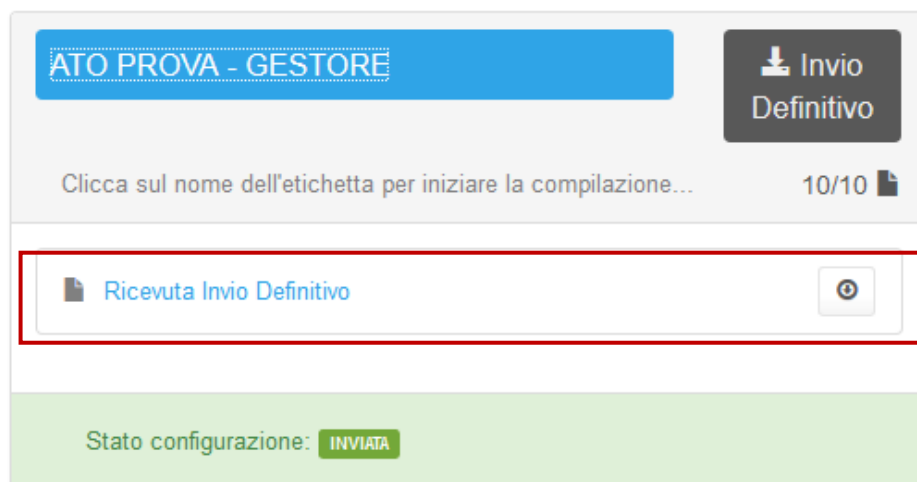 ATO PROVA - GESTORE
Invio
Definitivo
Clicca sul nome dell'etichetta per iniziare la compilazione...
10/10
Ricevuta Invio Definitivo
Stato configurazione: INVIATA